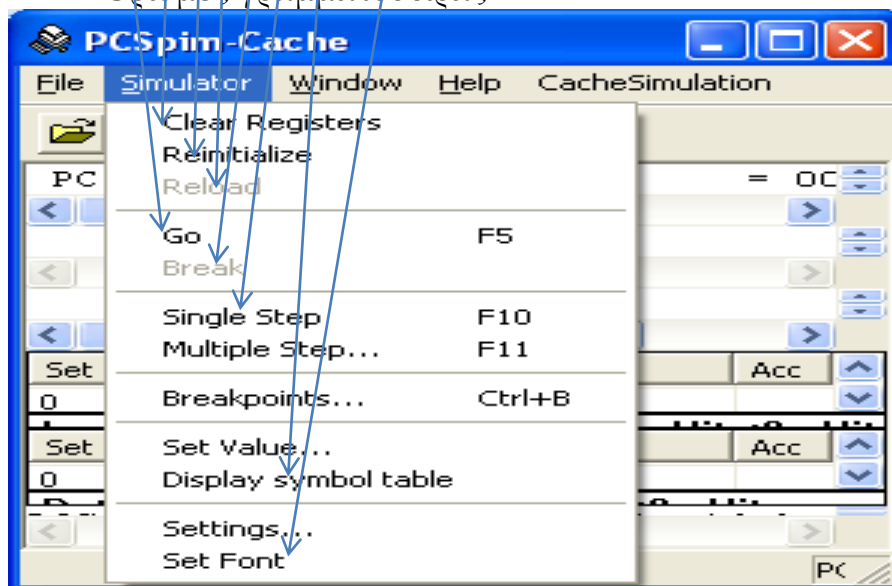 PCSpim-Cache
File Simulator Window Help CacheSimulation
Clear Registers
Reinitialize
Reload
PC = 0C
Go F5
Break
Single Step F10
Multiple Step... F11
Set Acc
0
Breakpoints... Ctrl+B
Set Acc
0
Set Value...
Display symbol table
Settings...
Set Font